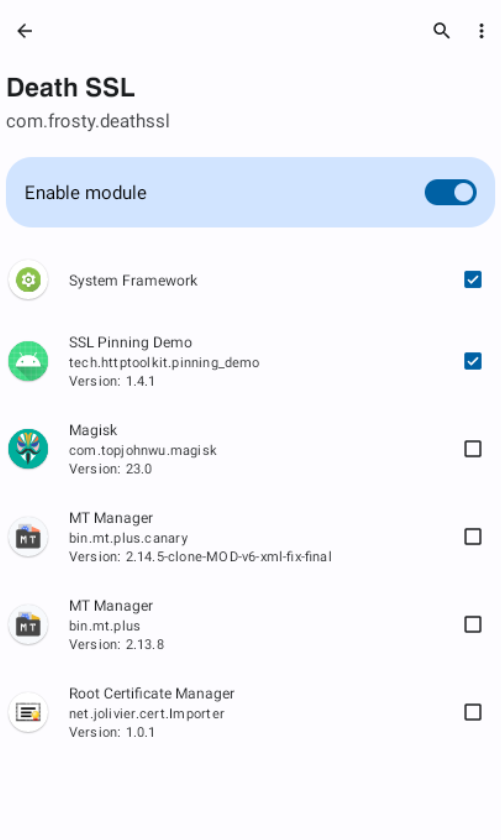 Death SSL
com.frosty.deathssl
Enable module
System Framework
SSL Pinning Demo
tech.httptoolkit.pinning_demo
Version: 1.4.1
Magisk
com.topjohnwu.magisk
Version: 23.0
MT Manager
bin.mt.plus.canary
Version: 2.14.5-clone-MOD-v6-xml-fix-final
MT Manager
bin.mt.plus
Version: 2.13.8
Root Certificate Manager
net.jolivier.cert.Importer
Version: 1.0.1